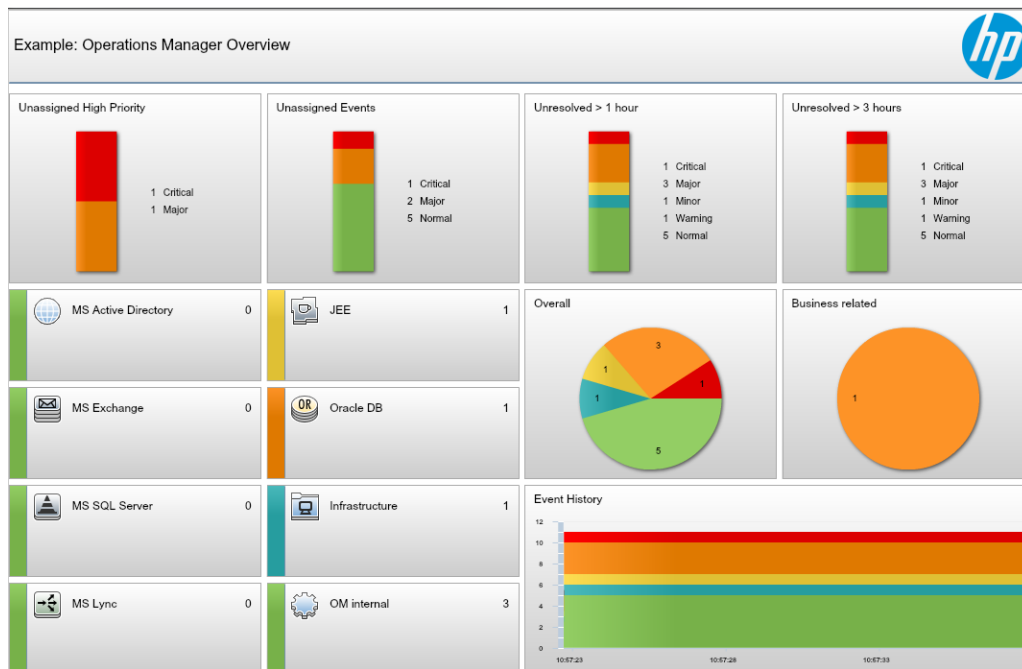 Example: Operations Manager Overview
hp
Unassigned High Priority
1 Critical
1 Major
Unassigned Events
1 Critical
2 Major
5 Normal
Unresolved > 1 hour
1 Critical
3 Major
1 Minor
1 Warning
5 Normal
Unresolved > 3 hours
1 Critical
3 Major
1 Minor
1 Warning
5 Normal
MS Active Directory 0
JEE 1
MS Exchange 0
OR
Oracle DB 1
MS SQL Server 0
Infrastructure 1
MS Lync 0
OM internal 3
Overall
3
1
1
1
5
Business related
1
Event History
12
10
8
6
4
2
0
10:57:23 10:57:28 10:57:33